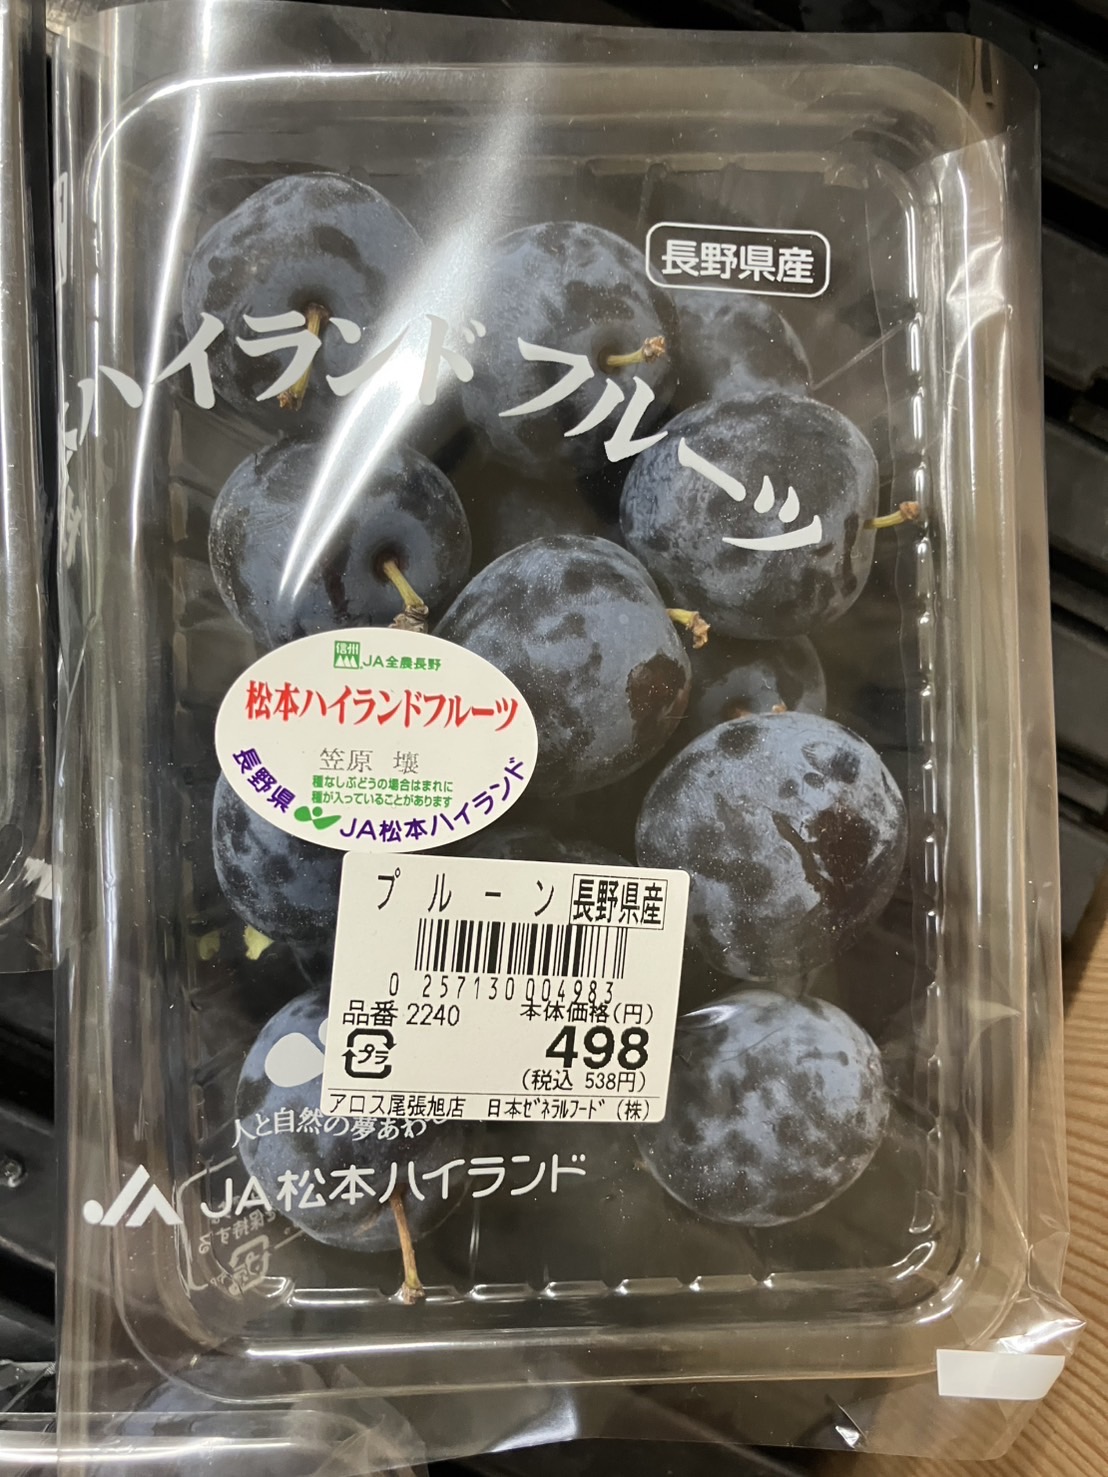 長野県産
ハイランドフルーツ
信州
JA全農長野
松本ハイランドフルーツ
笠原 壌
種なしぶどうの場合はまれに
種が入っていることがあります
長野県 JA松本ハイランド
プルーン 長野県産
0 257130 004983
品番 2240 本体価格(円)
プラ
498
(税込 538円)
アロス尾張旭店 日本ゼネラルフード(株)
人と自然の夢あわ
JA松本ハイランド